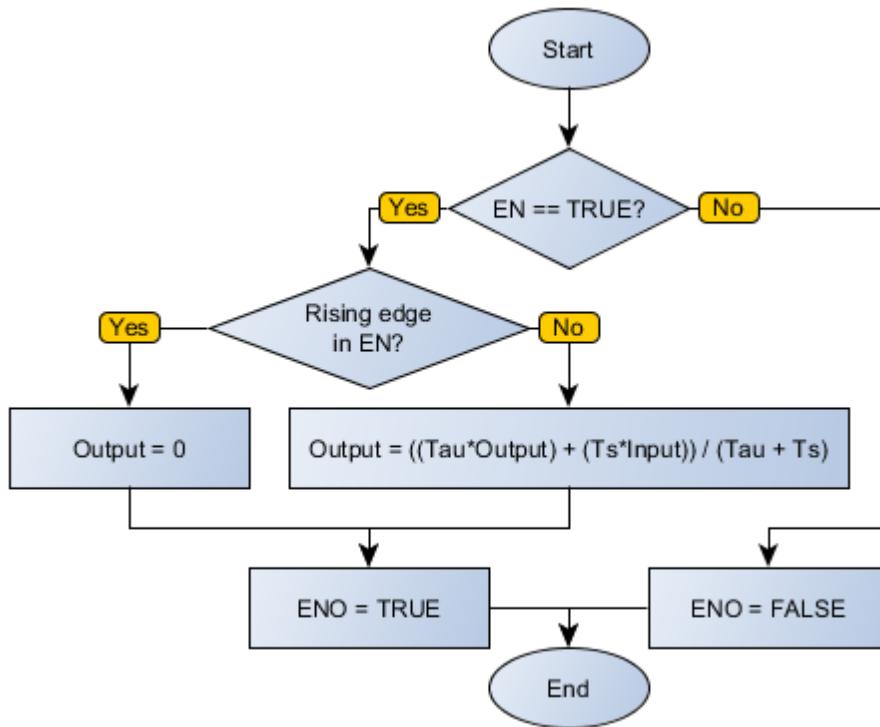 Start
EN == TRUE?
Yes
No
Rising edge
in EN?
Yes
No
Output = 0
Output = ((Tau*Output) + (Ts*Input)) / (Tau + Ts)
ENO = TRUE
ENO = FALSE
End